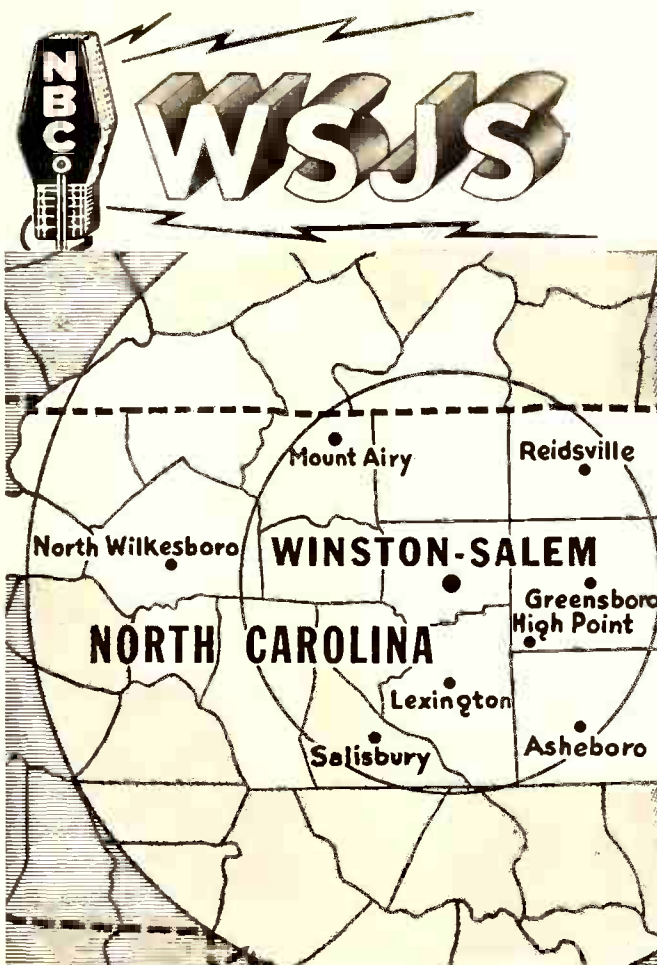 NBC
WSJS
Mount Airy
Reidsville
North Wilkesboro
WINSTON-SALEM
Greensboro
High Point
NORTH CAROLINA
Lexington
Salisbury
Asheboro